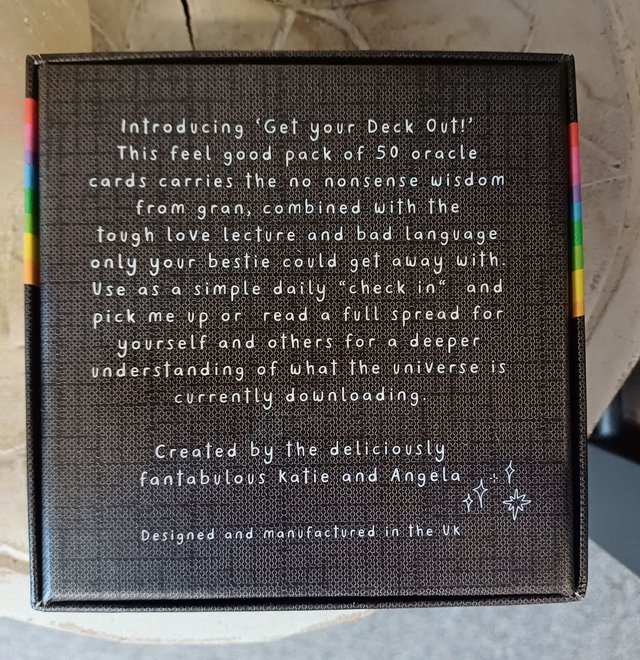 Introducing ‘Get your Deck Out!’
This feel good pack of 50 oracle
cards carries the no nonsense wisdom
from gran, combined with the
tough love lecture and bad language
only your bestie could get away with.
Use as a simple daily “check in“ and
pick me up or read a full spread for
yourself and others for a deeper
understanding of what the universe is
currently downloading.
Created by the deliciously
fantabulous Katie and Angela
Designed and manufactured in the UK